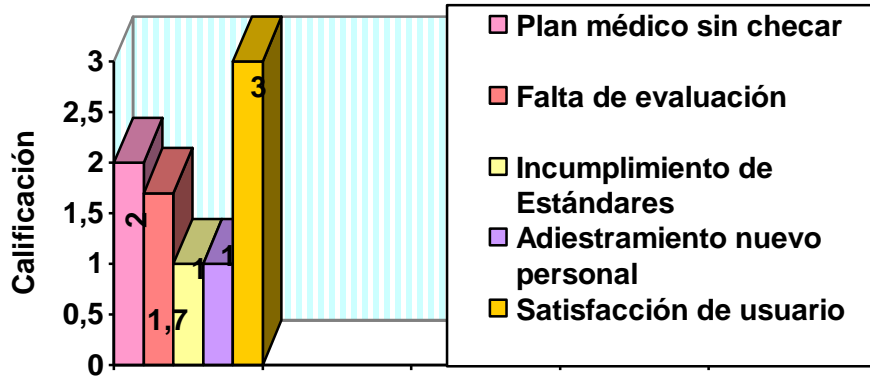 Calificación
3
2,5
2
1,5
1
0,5
0
2
1,7
1
1
3
Plan médico sin checar
Falta de evaluación
Incumplimiento de
Estándares
Adiestramiento nuevo
personal
Satisfacción de usuario